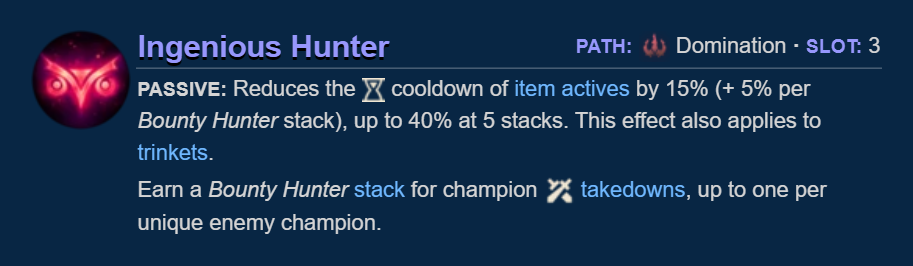 Ingenious Hunter PATH: Domination · SLOT: 3
PASSIVE: Reduces the cooldown of item actives by 15% (+ 5% per
Bounty Hunter stack), up to 40% at 5 stacks. This effect also applies to
trinkets.
Earn a Bounty Hunter stack for champion takedowns, up to one per
unique enemy champion.